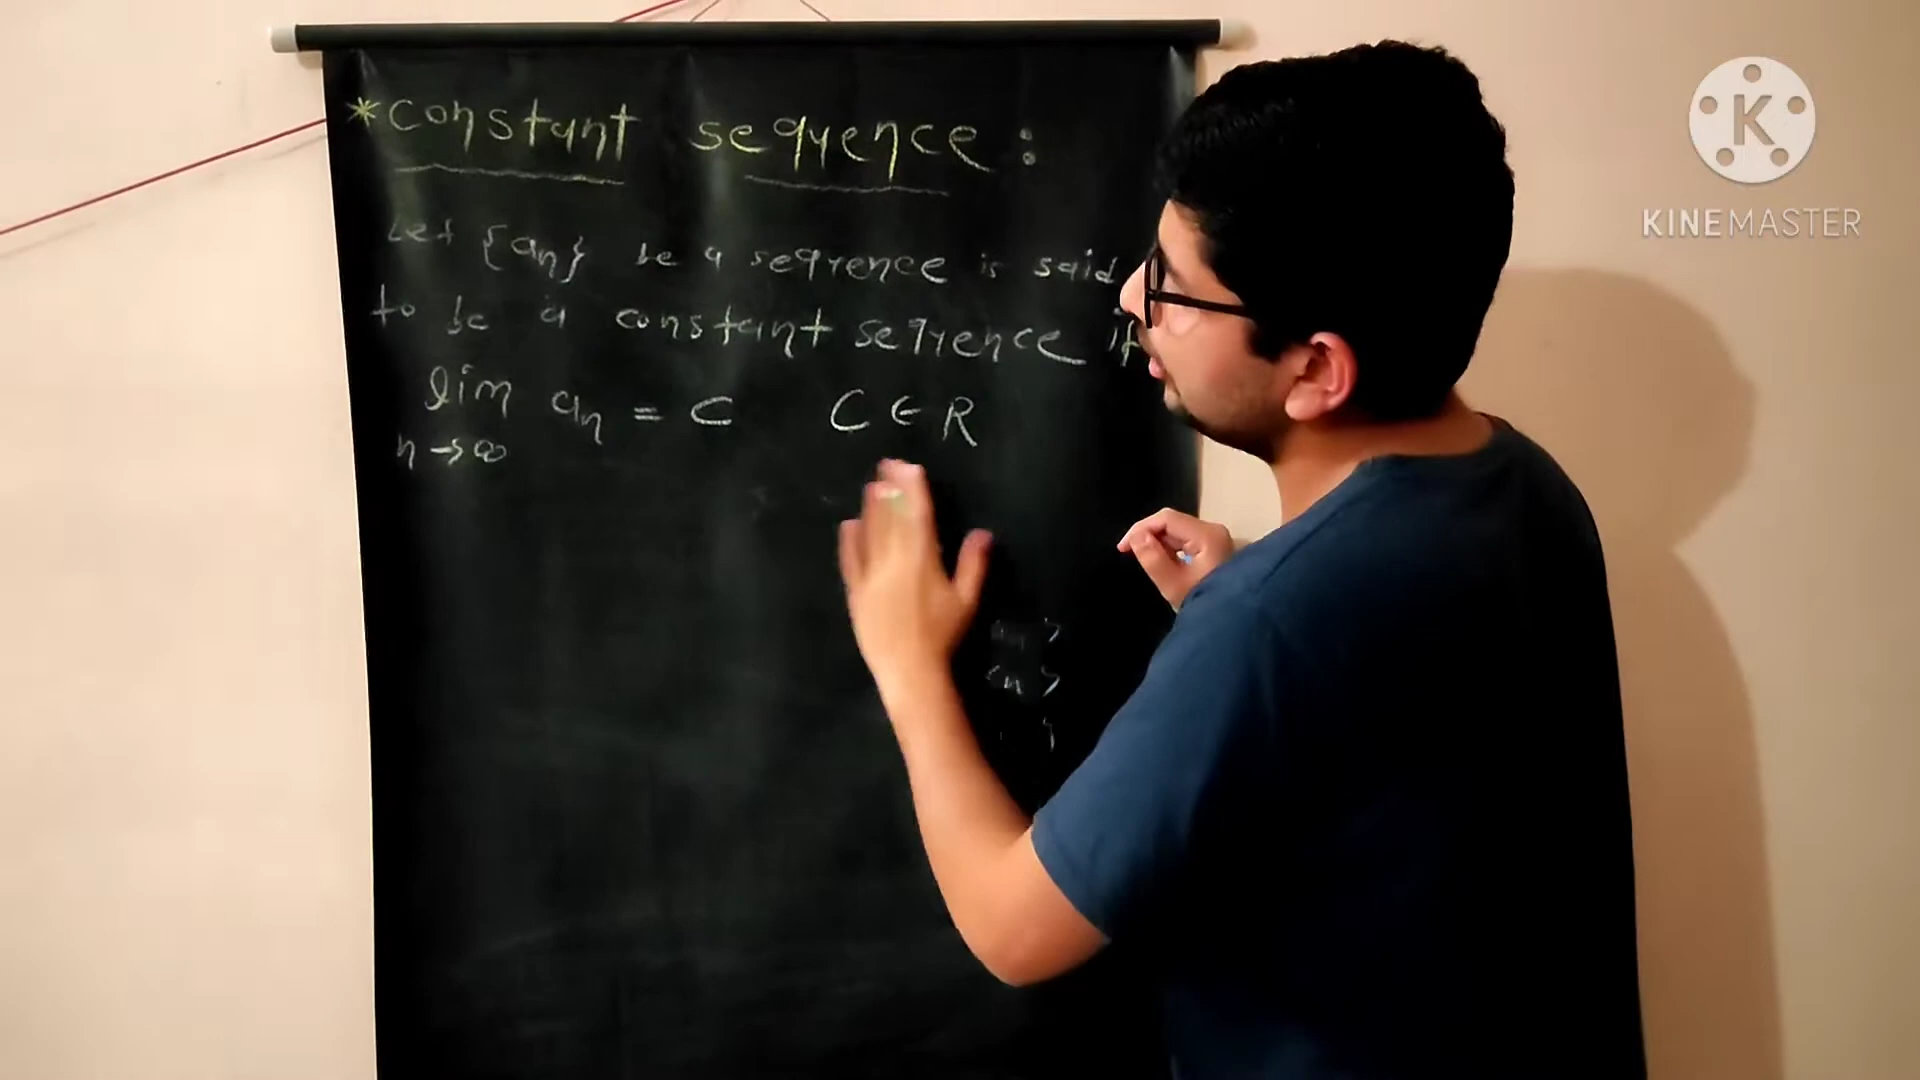 *constant sequence:
Let {an} be a sequence is said
to be a constant sequence if
lim an = C C ∈ R
n → ∞
K
KINEMASTER